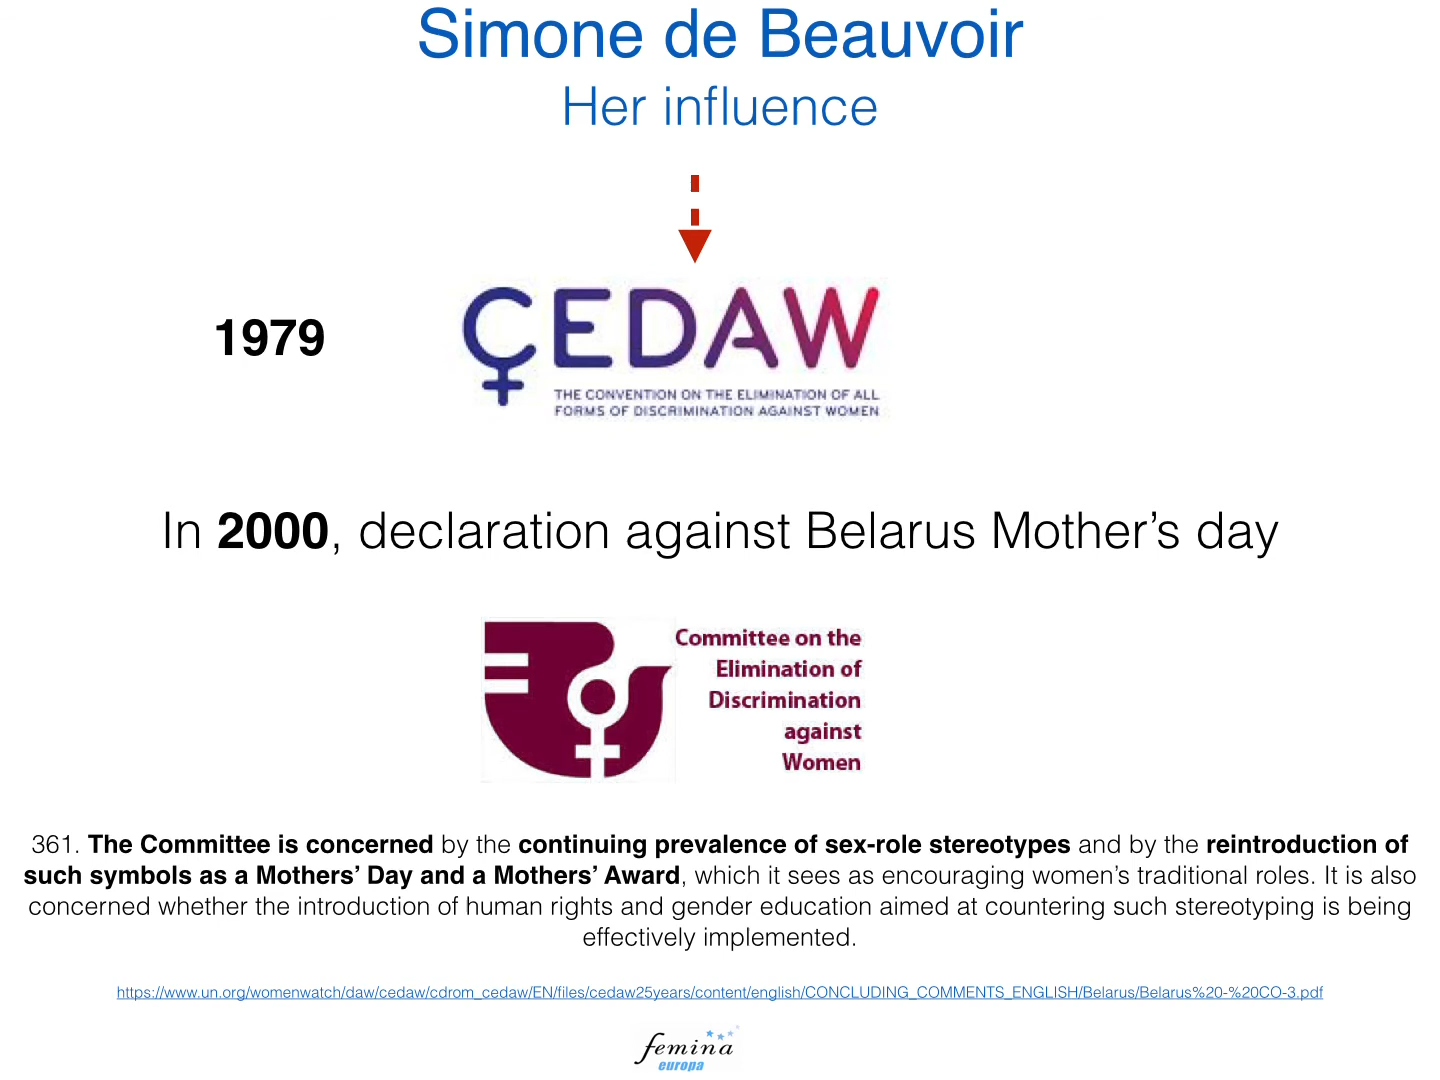 Simone de Beauvoir
Her influence
1979
CEDAW
THE CONVENTION ON THE ELIMINATION OF ALL
FORMS OF DISCRIMINATION AGAINST WOMEN
In 2000, declaration against Belarus Mother’s day
Committee on the
Elimination of
Discrimination
against
Women
361. The Committee is concerned by the continuing prevalence of sex-role stereotypes and by the reintroduction of
such symbols as a Mothers’ Day and a Mothers’ Award, which it sees as encouraging women’s traditional roles. It is also
concerned whether the introduction of human rights and gender education aimed at countering such stereotyping is being
effectively implemented.
https://www.un.org/womenwatch/daw/cedaw/cdrom_cedaw/EN/files/cedaw25years/content/english/CONCLUDING_COMMENTS_ENGLISH/Belarus/Belarus%20-%20CO-3.pdf
femina
europa